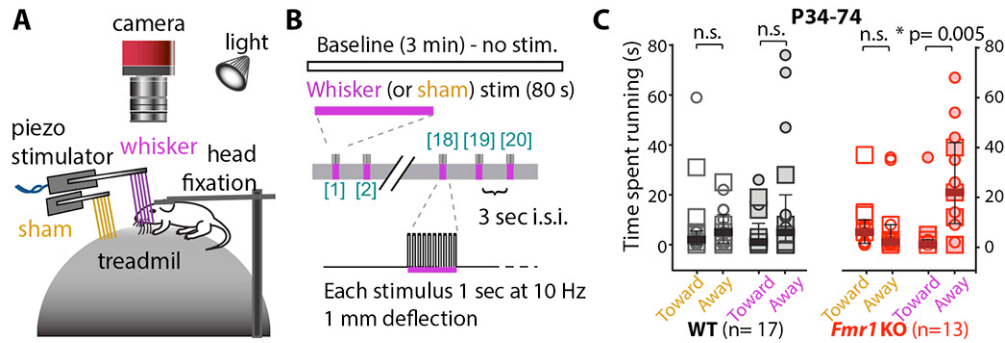 A
camera
light
piezo
stimulator
whisker
head
fixation
sham
treadmil
B
Baseline (3 min) - no stim.
Whisker (or sham) stim (80 s)
[18] [19] [20]
[1] [2]
3 sec i.s.i.
Each stimulus 1 sec at 10 Hz
1 mm deflection
C
P34-74
n.s. n.s. n.s. * p= 0.005
Time spent running (s)
80
60
40
20
0
80
60
40
20
0
Toward Away Toward Away
Toward Away Toward Away
WT (n= 17)
Fmr1 KO (n=13)